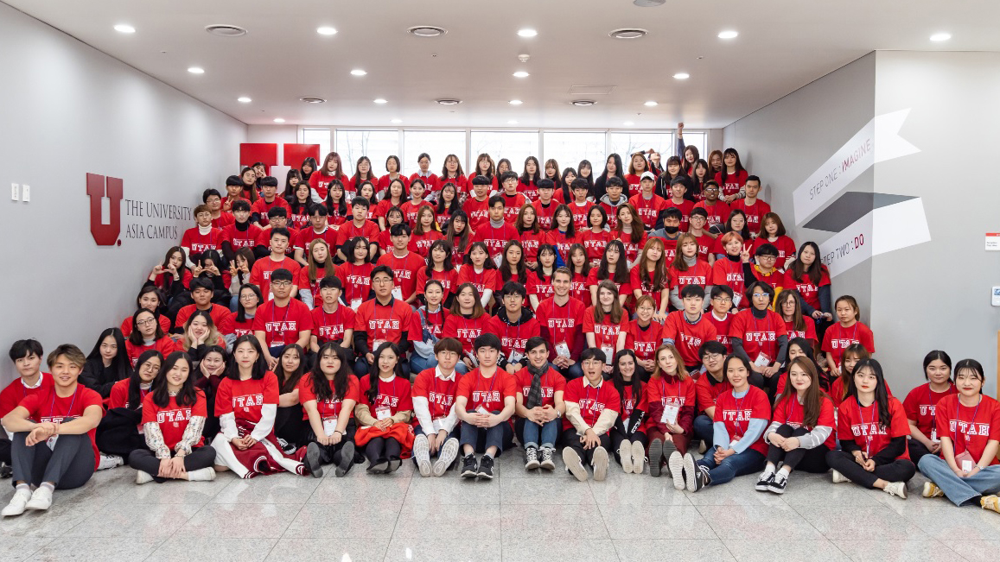 U
THE UNIVERSITY
ASIA CAMPUS
STEP ONE : IMAGINE
STEP TWO : DO
UTAH